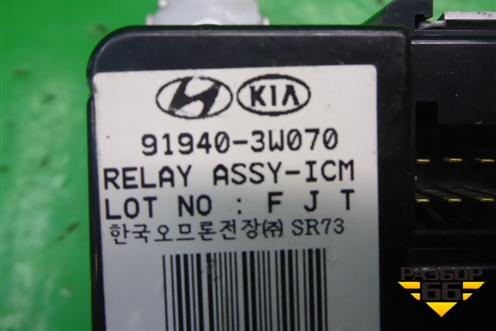 KIA
91940-3W070
RELAY ASSY-ICM
LOT NO : F J T
한국오므론전장㈜ SR73
РАЗБОР
66